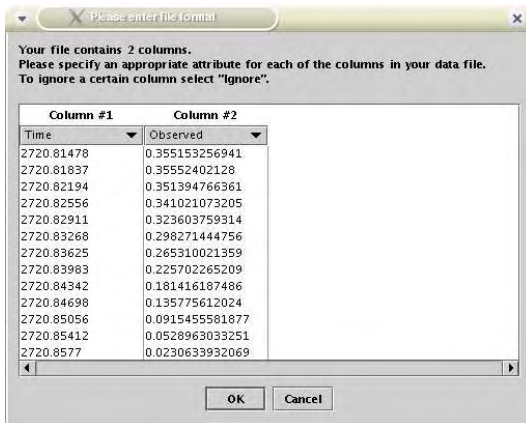 Please enter file format
Your file contains 2 columns.
Please specify an appropriate attribute for each of the columns in your data file.
To ignore a certain column select "Ignore".
Column #1 Column #2
Time Observed
2720.81478 0.355153256941
2720.81837 0.35552402128
2720.82194 0.351394766361
2720.82556 0.341021073205
2720.82911 0.323603759314
2720.83268 0.298271444756
2720.83625 0.265310021359
2720.83983 0.225702265209
2720.84342 0.181416187486
2720.84698 0.135775612024
2720.85056 0.0915455581877
2720.85412 0.0528963033251
2720.8577 0.0230633932069
OK Cancel